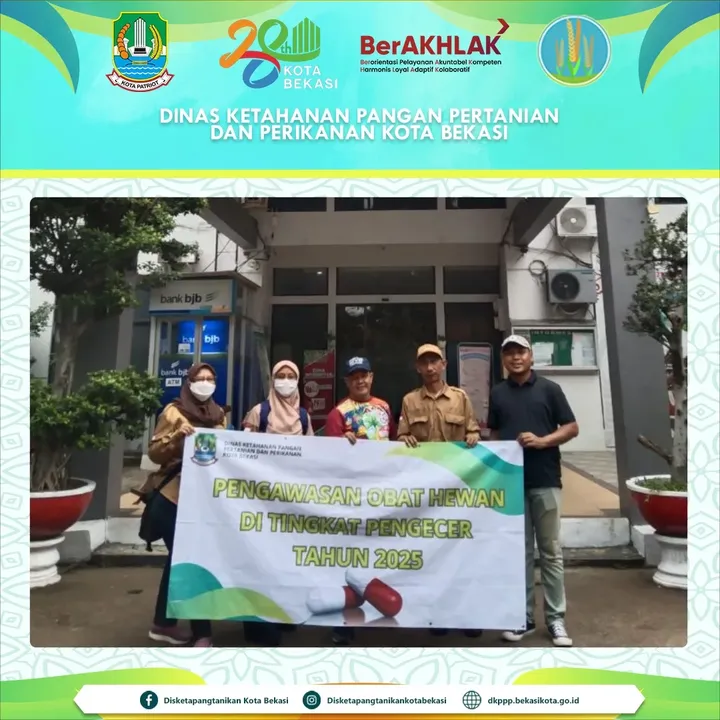 KOTA PATRIOT
28th
KOTA
BEKASI
BerAKHLAK
Berorientasi Pelayanan Akuntabel Kompeten
Harmonis Loyal Adaptif Kolaboratif
DINAS KETAHANAN PANGAN PERTANIAN
DAN PERIKANAN KOTA BEKASI
bank bjb
bank bjb
bank bjb
ATM
DINAS KETAHANAN PANGAN
PERTANIAN DAN PERIKANAN
KOTA BEKASI
PENGAWASAN OBAT HEWAN
DI TINGKAT PENGECER
TAHUN 2025
Disketapangtanikan Kota Bekasi
Disketapangtanikankotabekasi
dkppp.bekasikota.go.id